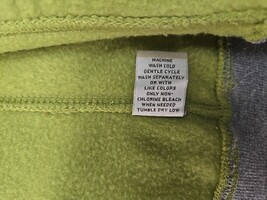 MACHINE
WASH COLD
GENTLE CYCLE
WASH SEPARATELY
OR WITH
LIKE COLORS
ONLY NON-
CHLORINE BLEACH
WHEN NEEDED
TUMBLE DRY LOW